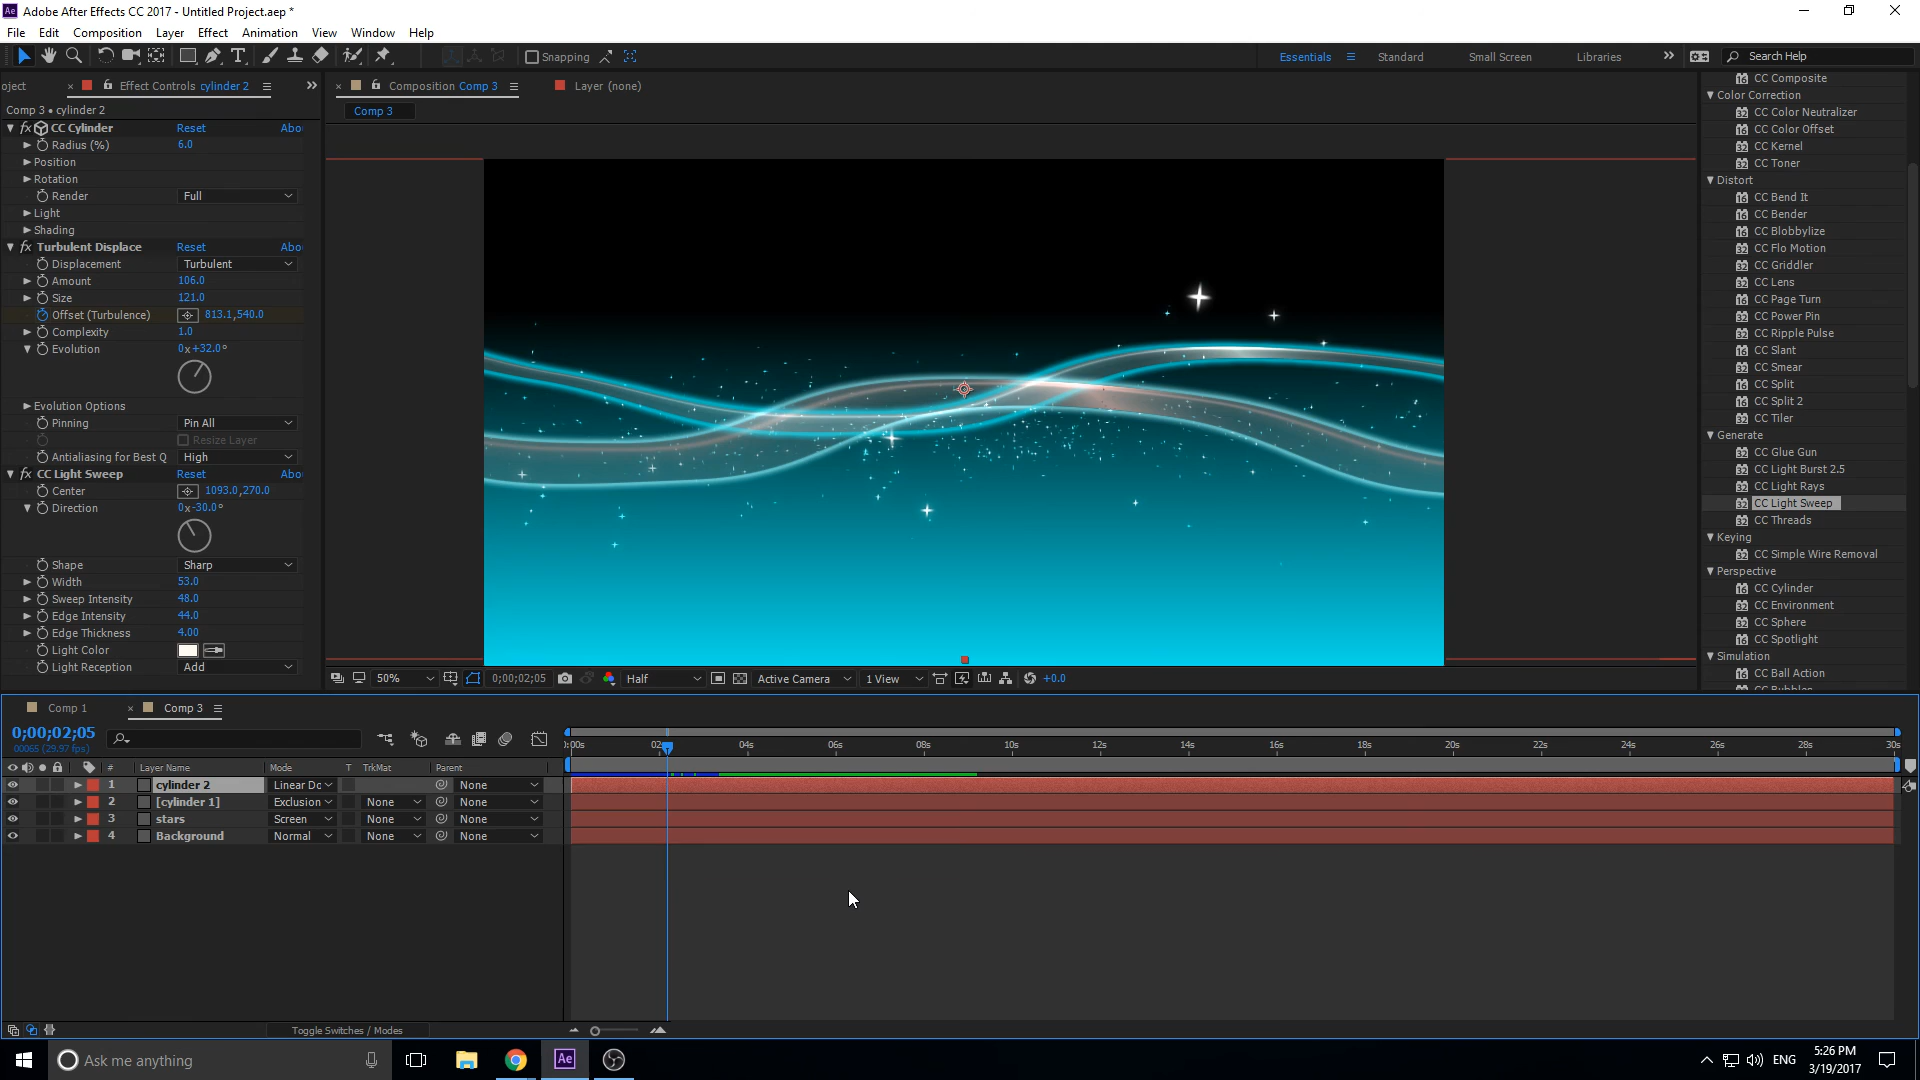 Adobe After Effects CC 2017 - Untitled Project.aep *
File Edit Composition Layer Effect Animation View Window Help
Snapping
Essentials Standard Small Screen Libraries Search Help
oject Effect Controls cylinder 2
Composition Comp 3
Layer (none)
Comp 3 • cylinder 2
Comp 3
CC Cylinder Reset Abou
Radius (%) 6.0
Position
Rotation
Render Full
Light
Shading
Turbulent Displace Reset Abou
Displacement Turbulent
Amount 106.0
Size 121.0
Offset (Turbulence) 813.1,540.0
Complexity 1.0
Evolution 0x+32.0°
Evolution Options
Pinning Pin All
Resize Layer
Antialiasing for Best Q High
CC Light Sweep Reset Abou
Center 1093.0,270.0
Direction 0x-30.0°
Shape Sharp
Width 53.0
Sweep Intensity 48.0
Edge Intensity 44.0
Edge Thickness 4.00
Light Color
Light Reception Add
50% 0;00;02;05 Half Active Camera 1 View +0.0
CC Composite
Color Correction
CC Color Neutralizer
CC Color Offset
CC Kernel
CC Toner
Distort
CC Bend It
CC Bender
CC Blobbylize
CC Flo Motion
CC Griddler
CC Lens
CC Page Turn
CC Power Pin
CC Ripple Pulse
CC Slant
CC Smear
CC Split
CC Split 2
CC Tiler
Generate
CC Glue Gun
CC Light Burst 2.5
CC Light Rays
CC Light Sweep
CC Threads
Keying
CC Simple Wire Removal
Perspective
CC Cylinder
CC Environment
CC Sphere
CC Spotlight
Simulation
CC Ball Action
CC Bubbles
Comp 1 Comp 3
0;00;02;05
00065 (29.97 fps)
:00s 02 04s 06s 08s 10s 12s 14s 16s 18s 20s 22s 24s 26s 28s 30s
# Layer Name Mode T TrkMat Parent
1 cylinder 2 Linear Dc None
2 [cylinder 1] Exclusion None None
3 stars Screen None None
4 Background Normal None None
Toggle Switches / Modes
Ask me anything
Ae
ENG
5:26 PM
3/19/2017